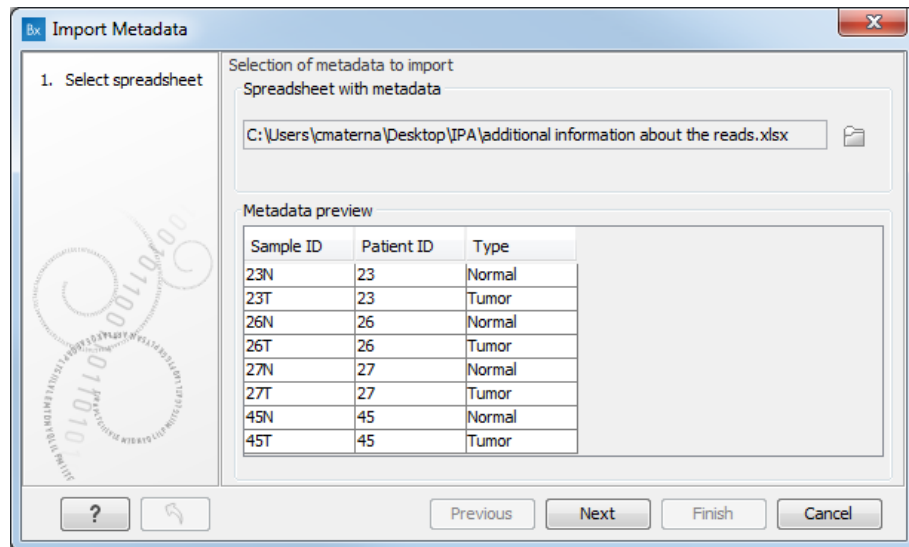 Bx Import Metadata
X
1. Select spreadsheet
Selection of metadata to import
Spreadsheet with metadata
C:\Users\cmaterna\Desktop\IPA\additional information about the reads.xlsx
Metadata preview
Sample ID Patient ID Type
23N 23 Normal
23T 23 Tumor
26N 26 Normal
26T 26 Tumor
27N 27 Normal
27T 27 Tumor
45N 45 Normal
45T 45 Tumor
? Previous Next Finish Cancel